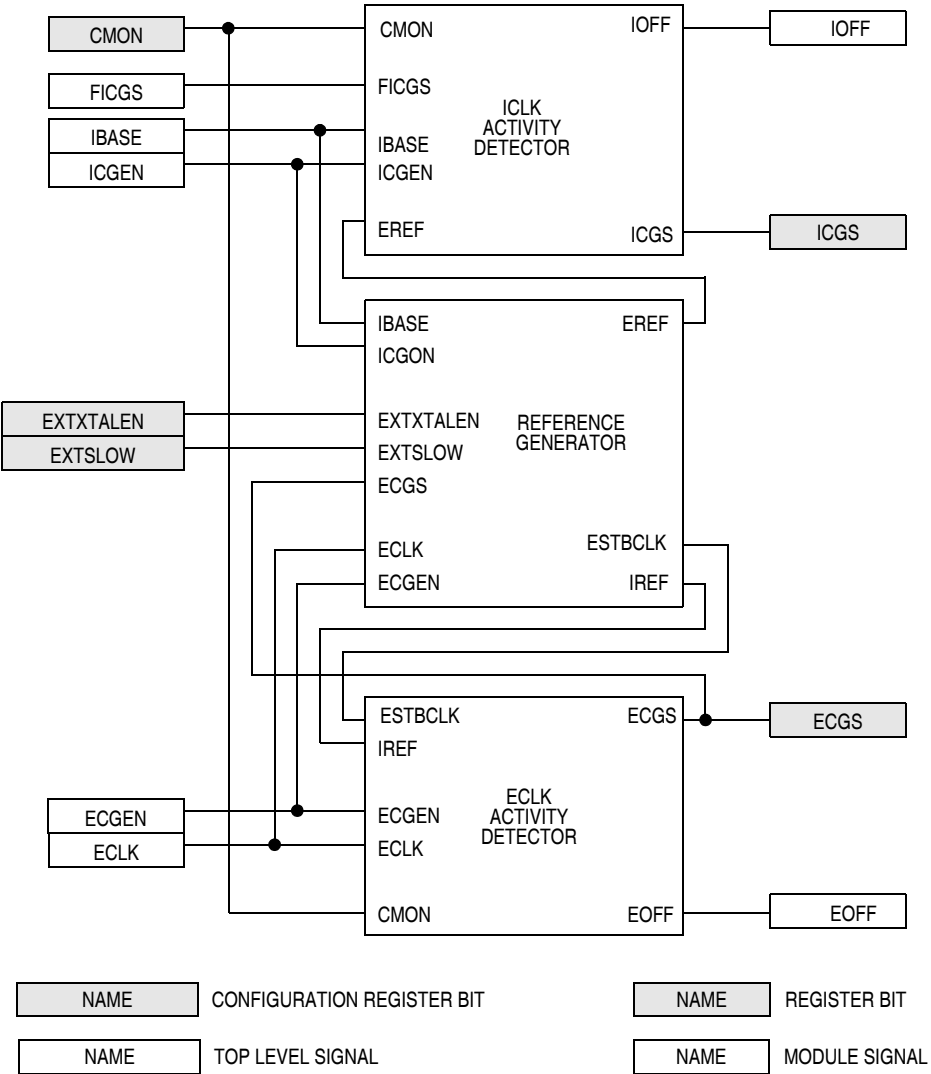 CMON
CMON
IOFF
IOFF
FICGS
FICGS
ICLK
ACTIVITY
DETECTOR
IBASE
IBASE
ICGEN
ICGEN
EREF
ICGS
ICGS
IBASE
EREF
ICGON
EXTXTALEN
EXTXTALEN
REFERENCE
GENERATOR
EXTSLOW
EXTSLOW
ECGS
ECLK
ESTBCLK
ECGEN
IREF
ESTBCLK
ECGS
ECGS
IREF
ECLK
ACTIVITY
DETECTOR
ECGEN
ECGEN
ECLK
ECLK
CMON
EOFF
EOFF
NAME CONFIGURATION REGISTER BIT
NAME REGISTER BIT
NAME TOP LEVEL SIGNAL
NAME MODULE SIGNAL